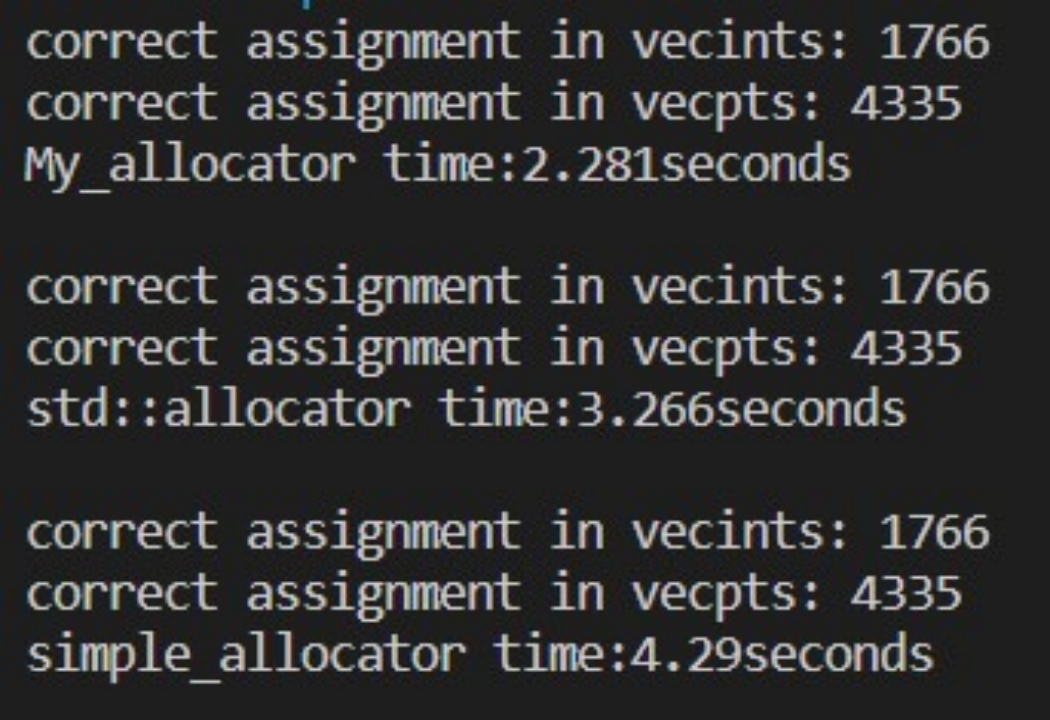 correct assignment in vecints: 1766
correct assignment in vecpts: 4335
My_allocator time:2.281seconds
correct assignment in vecints: 1766
correct assignment in vecpts: 4335
std::allocator time:3.266seconds
correct assignment in vecints: 1766
correct assignment in vecpts: 4335
simple_allocator time:4.29seconds